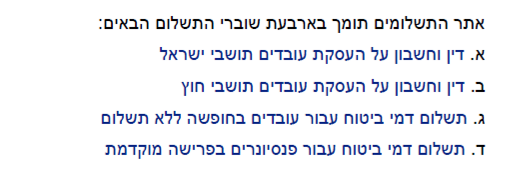 אתר התשלומים תומך בארבעת שוברי התשלום הבאים:
א. דין וחשבון על העסקת עובדים תושבי ישראל
ב. דין וחשבון על העסקת עובדים תושבי חוץ
ג. תשלום דמי ביטוח עבור עובדים בחופשה ללא תשלום
ד. תשלום דמי ביטוח עבור פנסיונרים בפרישה מוקדמת